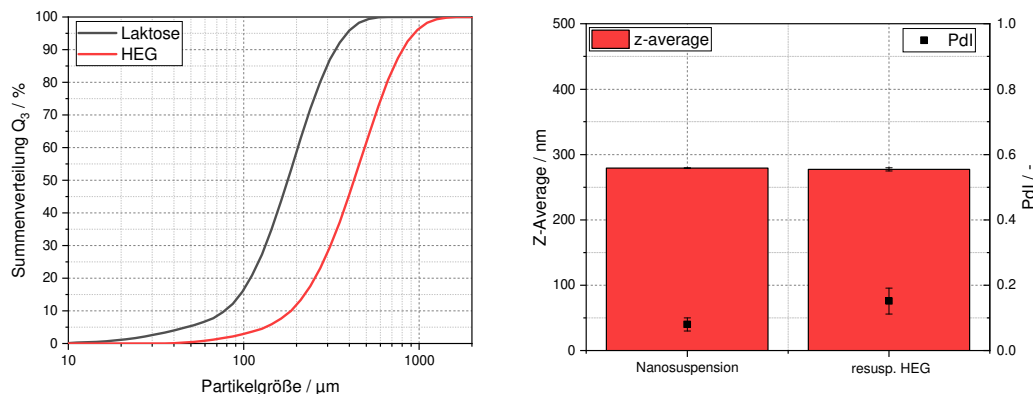 Laktose
HEG
100
90
80
70
60
50
40
30
20
10
0
10
100
1000
Summenverteilung Q3 / %
Partikelgröße / µm
z-average
PdI
500
400
300
200
100
0
1.0
0.8
0.6
0.4
0.2
0.0
Z-Average / nm
PdI / -
Nanosuspension
resusp. HEG